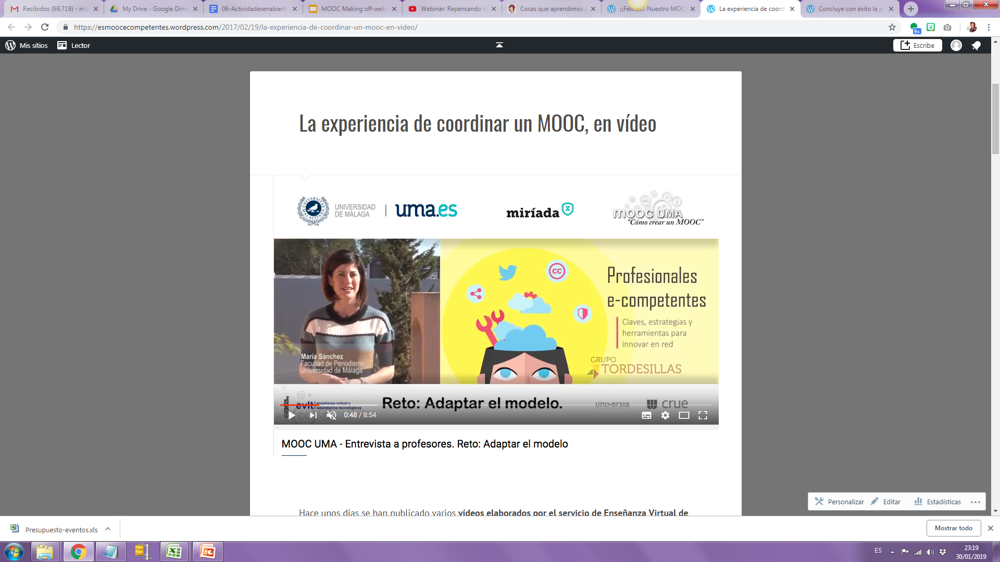 Recibidos (69.719) - m.s
My Drive - Google Drive
06-Actividadesenabierto
MOOC Making off-web
Webinar: Repensando l
Cosas que aprendimos
¡¡Felices!! Nuestro MOO
La experiencia de coord
Concluye con éxito la p
https://esmoocecompetentes.wordpress.com/2017/02/19/la-experiencia-de-coordinar-un-mooc-en-video/
9+
Mis sitios
Lector
Escribe
La experiencia de coordinar un MOOC, en vídeo
UNIVERSITAS MALACITANA
UNIVERSIDAD
DE MÁLAGA
uma.es
miríada x
mooc UMA
"Cómo crear un MOOC"
cc
Profesionales
e-competentes
Claves, estrategias y
herramientas para
innovar en red
GRUPO
TORDESILLAS
María Sánchez
Facultad de Periodismo
Universidad de Málaga
evlt enseñanza virtual y
laboratorios tecnológicos
Reto: Adaptar el modelo.
universia
crue
0:48 / 8:54
MOOC UMA - Entrevista a profesores. Reto: Adaptar el modelo
Personalizar
Editar
Estadísticas
Hace unos días se han publicado varios vídeos elaborados por el servicio de Enseñanza Virtual de
Presupuesto-eventos.xls
Mostrar todo
ES
23:19
30/01/2019